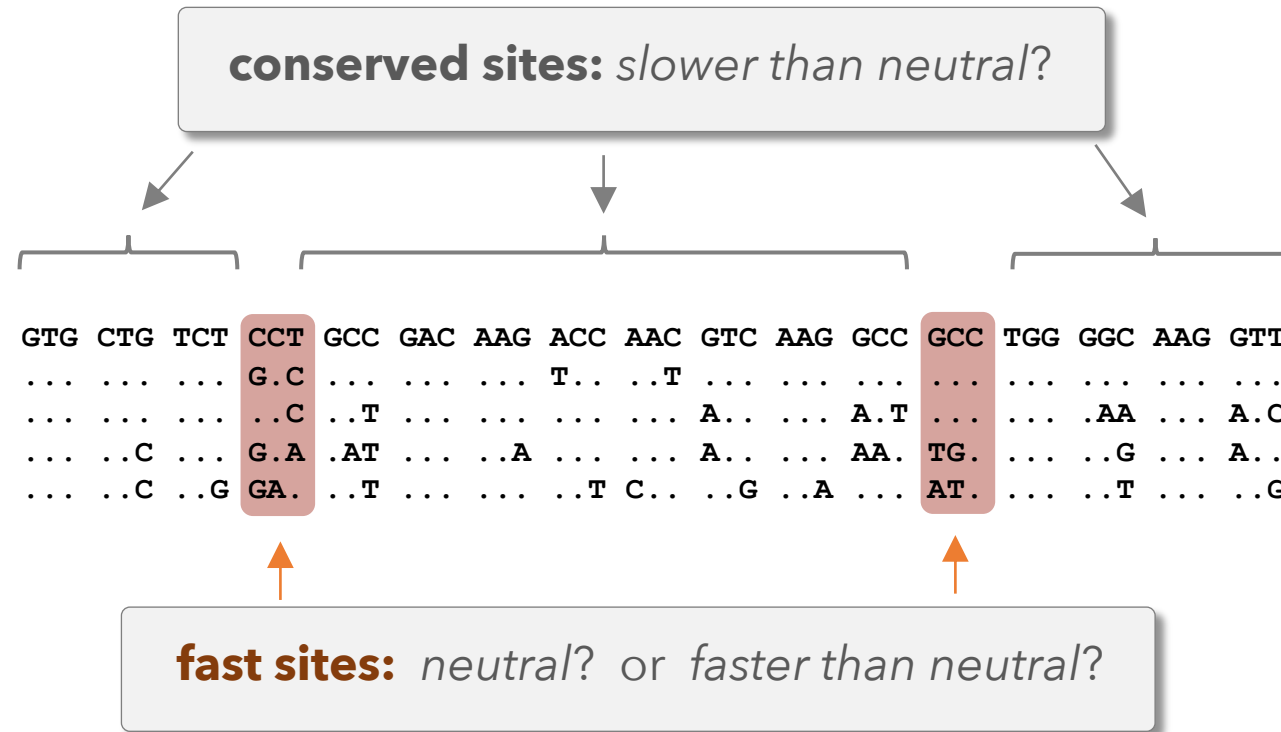 conserved sites: slower than neutral?
GTG CTG TCT CCT GCC GAC AAG ACC AAC GTC AAG GCC GCC TGG GGC AAG GTT
... ... ... G.C ... ... ... T.. ..T ... ... ... ... ... ... ... ...
... ... ... ..C ..T ... ... ... ... A.. ... A.T ... ... .AA ... A.C
... ..C ... G.A .AT ... ..A ... ... A.. ... AA. TG. ... ..G ... A..
... ..C ..G GA. ..T ... ... ..T C.. ..G ..A ... AT. ... ..T ... ..G
fast sites: neutral? or faster than neutral?